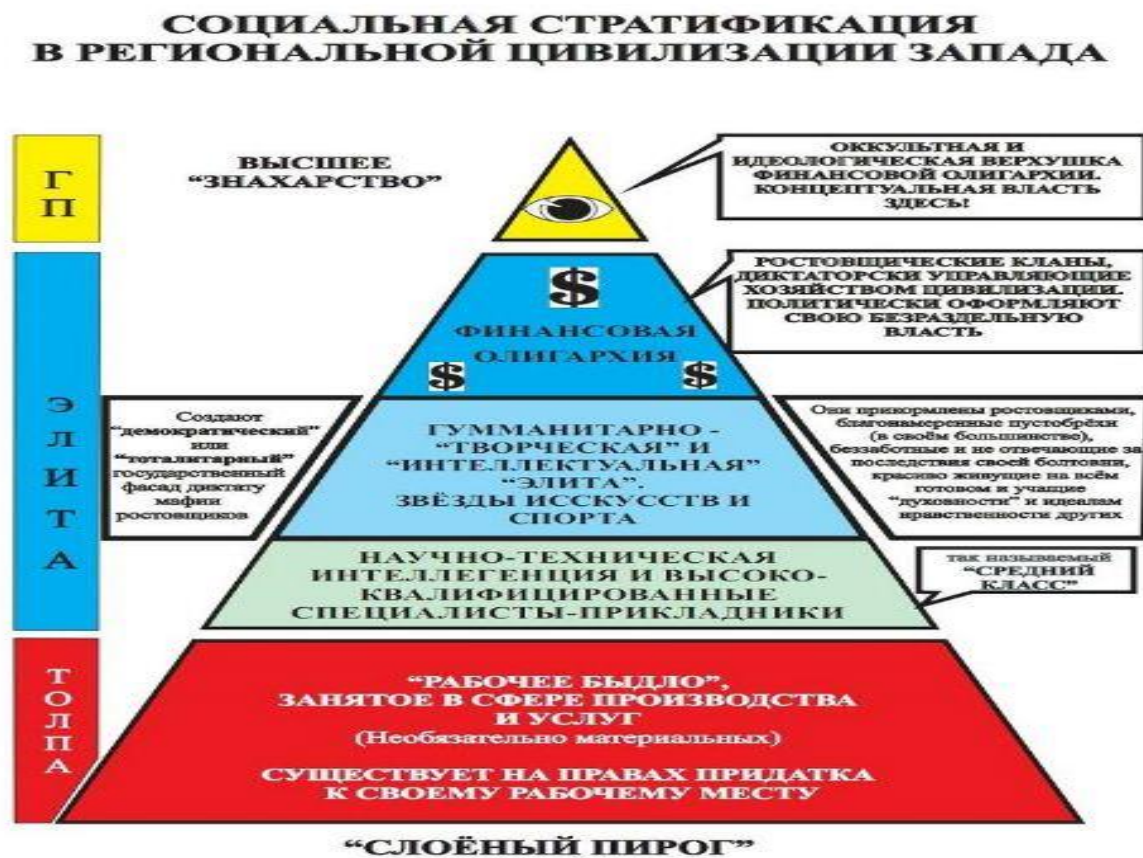 СОЦИАЛЬНАЯ СТРАТИФИКАЦИЯ
В РЕГИОНАЛЬНОЙ ЦИВИЛИЗАЦИИ ЗАПАДА
Г
П
ВЫСШЕЕ
“ЗНАХАРСТВО”
ОККУЛЬТНАЯ И
ИДЕОЛОГИЧЕСКАЯ ВЕРХУШКА
ФИНАНСОВОЙ ОЛИГАРХИИ.
КОНЦЕПТУАЛЬНАЯ ВЛАСТЬ
ЗДЕСЬ!
Э
Л
И
Т
А
$
ФИНАНСОВАЯ
ОЛИГАРХИЯ
$ $
РОСТОВЩИЧЕСКИЕ КЛАНЫ,
ДИКТАТОРСКИ УПРАВЛЯЮЩИЕ
ХОЗЯЙСТВОМ ЦИВИЛИЗАЦИИ.
ПОЛИТИЧЕСКИ ОФОРМЛЯЮТ
СВОЮ БЕЗРАЗДЕЛЬНУЮ
ВЛАСТЬ
Создают
“демократический”
или
“тоталитарный”
государственный
фасад диктату
мафии
ростовщиков
ГУММАНИТАРНО -
“ТВОРЧЕСКАЯ” И
“ИНТЕЛЛЕКТУАЛЬНАЯ”
“ЭЛИТА”.
ЗВЁЗДЫ ИССКУССТВ И
СПОРТА
Они прикормлены ростовщиками,
благонамеренные пустобрёхи
(в своём большинстве),
беззаботные и не отвечающие за
последствия своей болтовни,
красиво живущие на всём
готовом и учащие
“духовности” и идеалам
нравственности других
НАУЧНО-ТЕХНИЧЕСКАЯ
ИНТЕЛЛЕГЕНЦИЯ И ВЫСОКО-
КВАЛИФИЦИРОВАННЫЕ
СПЕЦИАЛИСТЫ-ПРИКЛАДНИКИ
так называемый
“СРЕДНИЙ
КЛАСС”
Т
О
Л
П
А
“РАБОЧЕЕ БЫДЛО”,
ЗАНЯТОЕ В СФЕРЕ ПРОИЗВОДСТВА
И УСЛУГ
(Необязательно материальных)
СУЩЕСТВУЕТ НА ПРАВАХ ПРИДАТКА
К СВОЕМУ РАБОЧЕМУ МЕСТУ
“СЛОЁНЫЙ ПИРОГ”